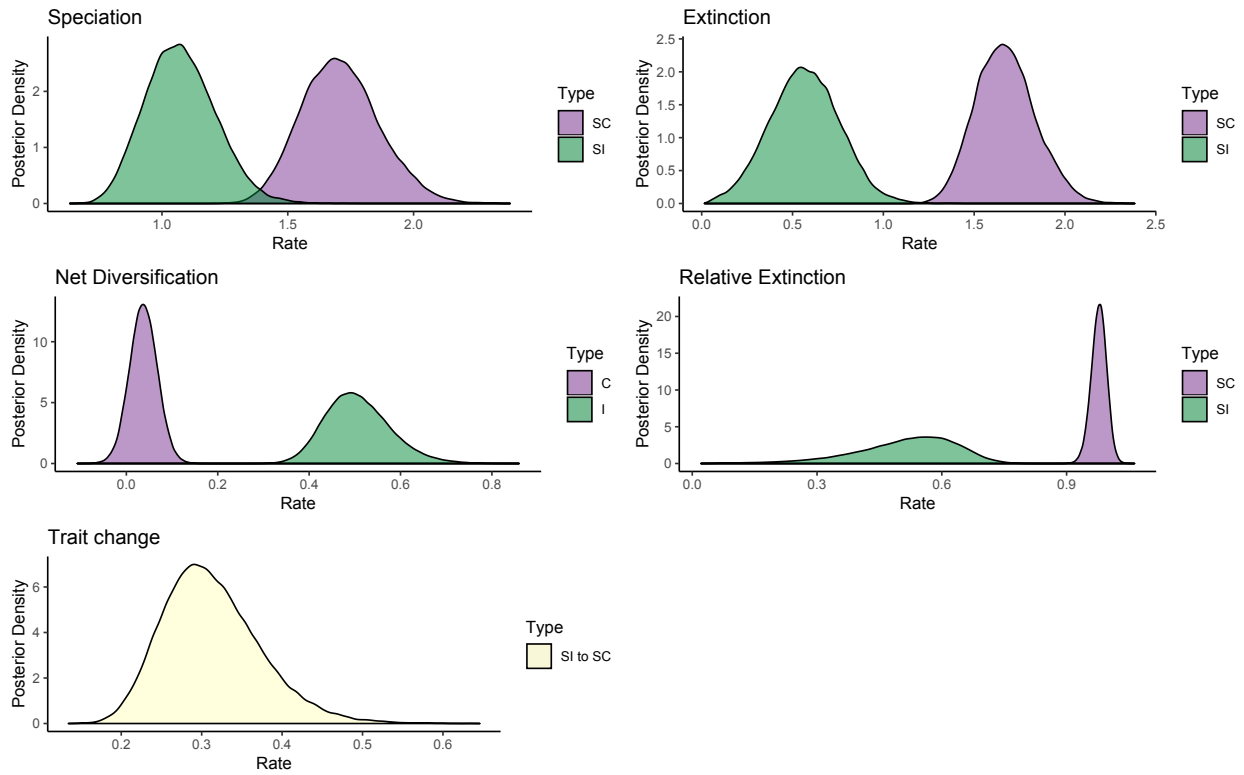 Speciation
Posterior Density
2
1
0
1.0 1.5 2.0
Rate
Type
SC
SI
Extinction
Posterior Density
2.5
2.0
1.5
1.0
0.5
0.0
0.0 0.5 1.0 1.5 2.0 2.5
Rate
Type
SC
SI
Net Diversification
Posterior Density
10
5
0
0.0 0.2 0.4 0.6 0.8
Rate
Type
C
I
Relative Extinction
Posterior Density
20
15
10
5
0
0.0 0.3 0.6 0.9
Rate
Type
SC
SI
Trait change
Posterior Density
6
4
2
0
0.2 0.3 0.4 0.5 0.6
Rate
Type
SI to SC